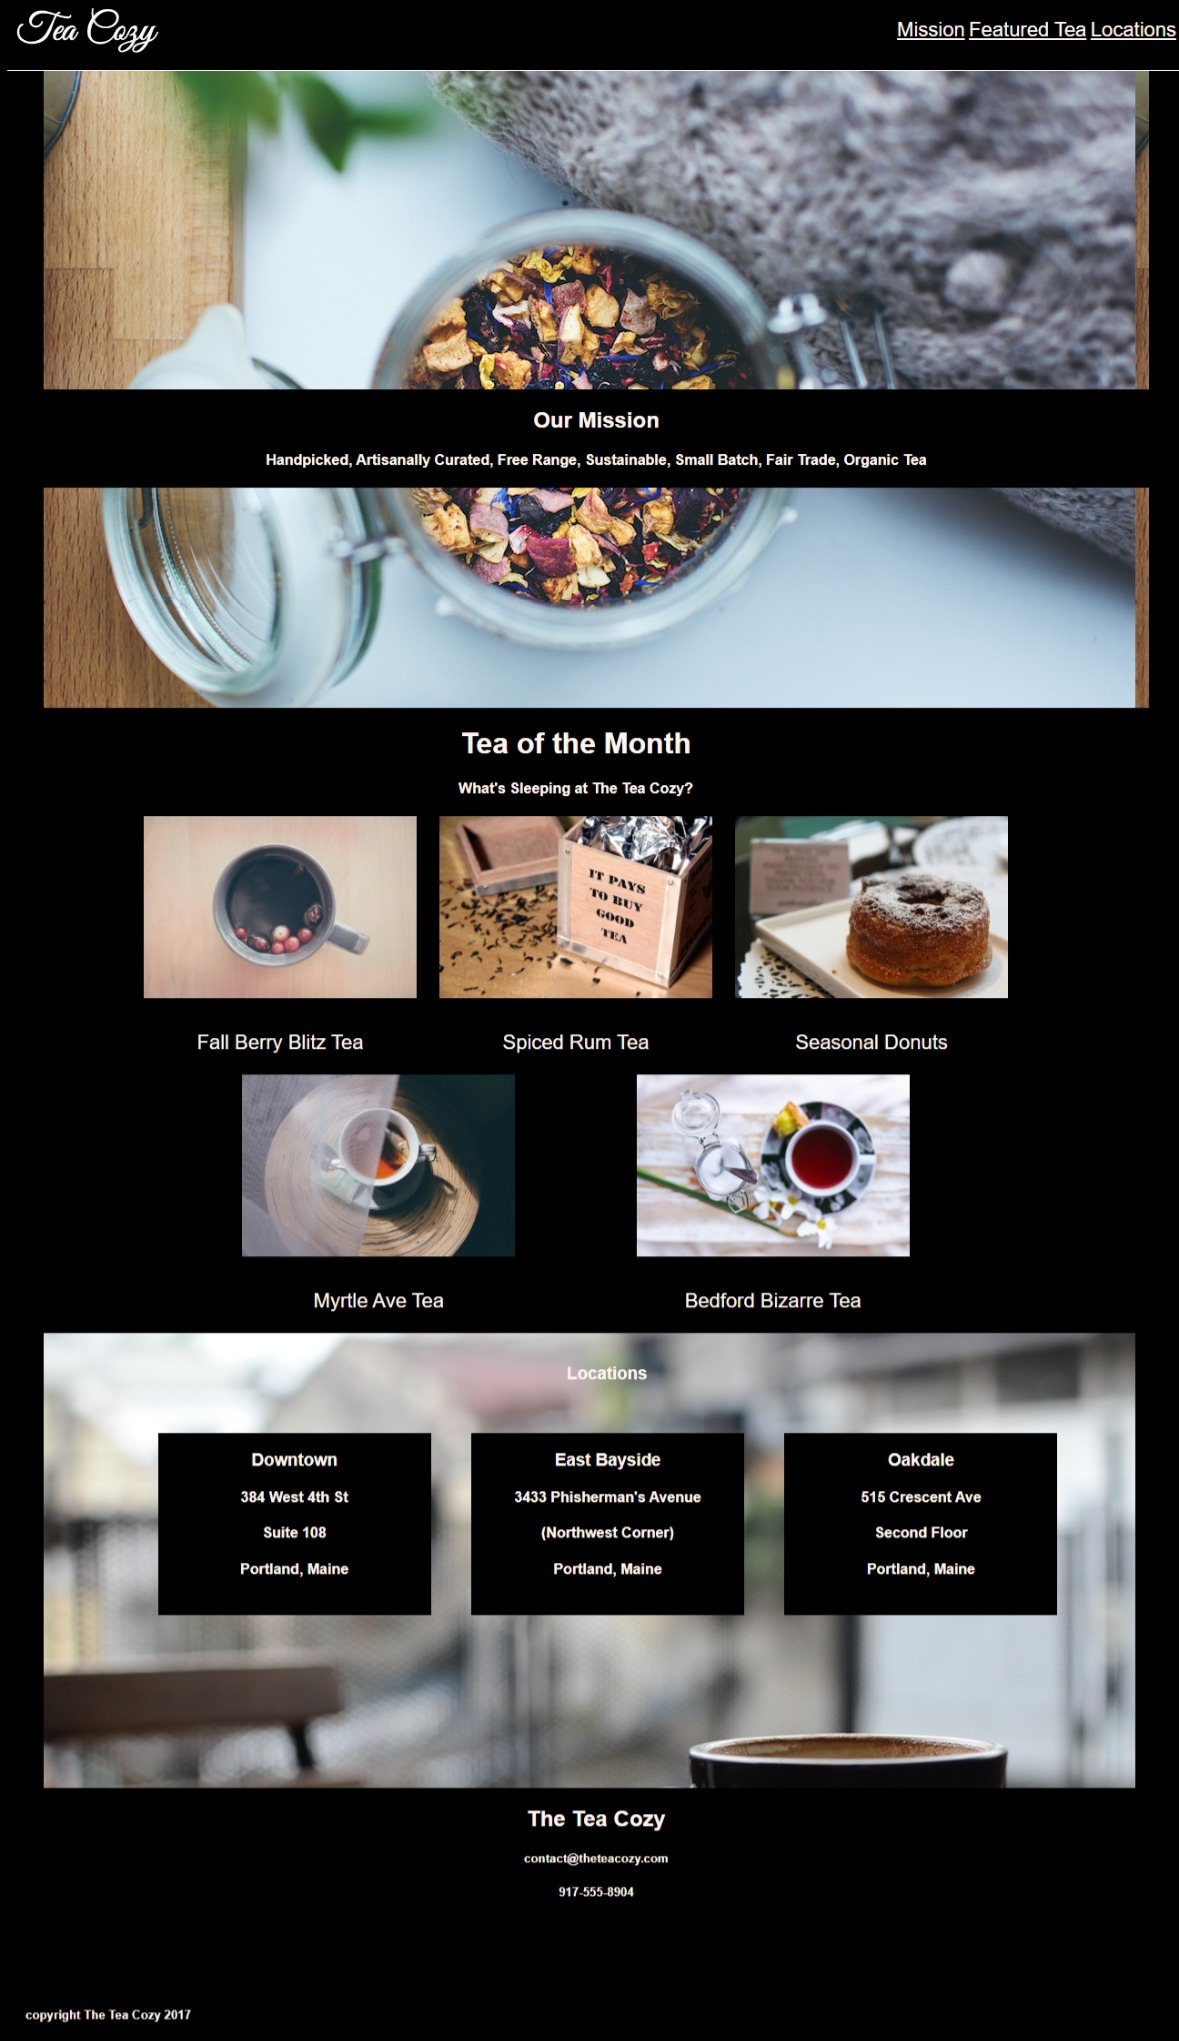 Tea Cozy
Mission Featured Tea Locations
Our Mission
Handpicked, Artisanally Curated, Free Range, Sustainable, Small Batch, Fair Trade, Organic Tea
Tea of the Month
What's Sleeping at The Tea Cozy?
IT PAYS
TO BUY
GOOD
TEA
Fall Berry Blitz Tea
Spiced Rum Tea
Seasonal Donuts
Myrtle Ave Tea
Bedford Bizarre Tea
Locations
Downtown
384 West 4th St
Suite 108
Portland, Maine
East Bayside
3433 Phisherman's Avenue
(Northwest Corner)
Portland, Maine
Oakdale
515 Crescent Ave
Second Floor
Portland, Maine
The Tea Cozy
contact@theteacozy.com
917-555-8904
copyright The Tea Cozy 2017